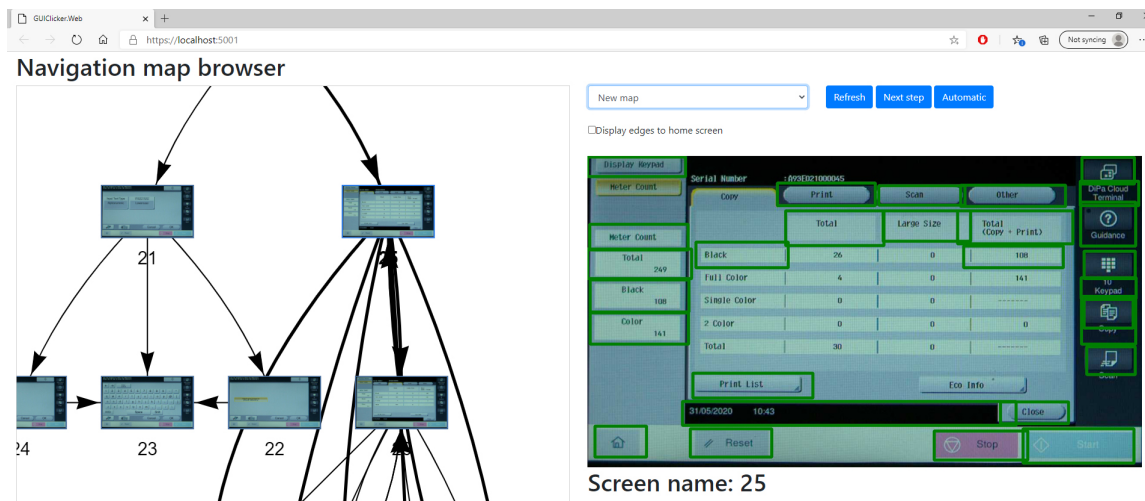 GUIClicker.Web
https://localhost:5001
Not syncing
Navigation map browser
New map
Refresh
Next step
Automatic
Display edges to home screen
21
24
23
22
Display Keypad
Meter Count
Serial Number :A93E021000045
Copy
Print
Scan
Other
Total
Large Size
Total
(Copy + Print)
Black 26 0 108
Full Color 4 0 141
Single Color 0 0 -------
2 Color 0 0 0
Total 30 0 -------
Meter Count
Total
249
Black
108
Color
141
Print List
Eco Info
31/05/2020 10:43
Close
Reset
Stop
Start
DiPa Cloud
Terminal
Guidance
10
Keypad
Copy
Scan
Screen name: 25